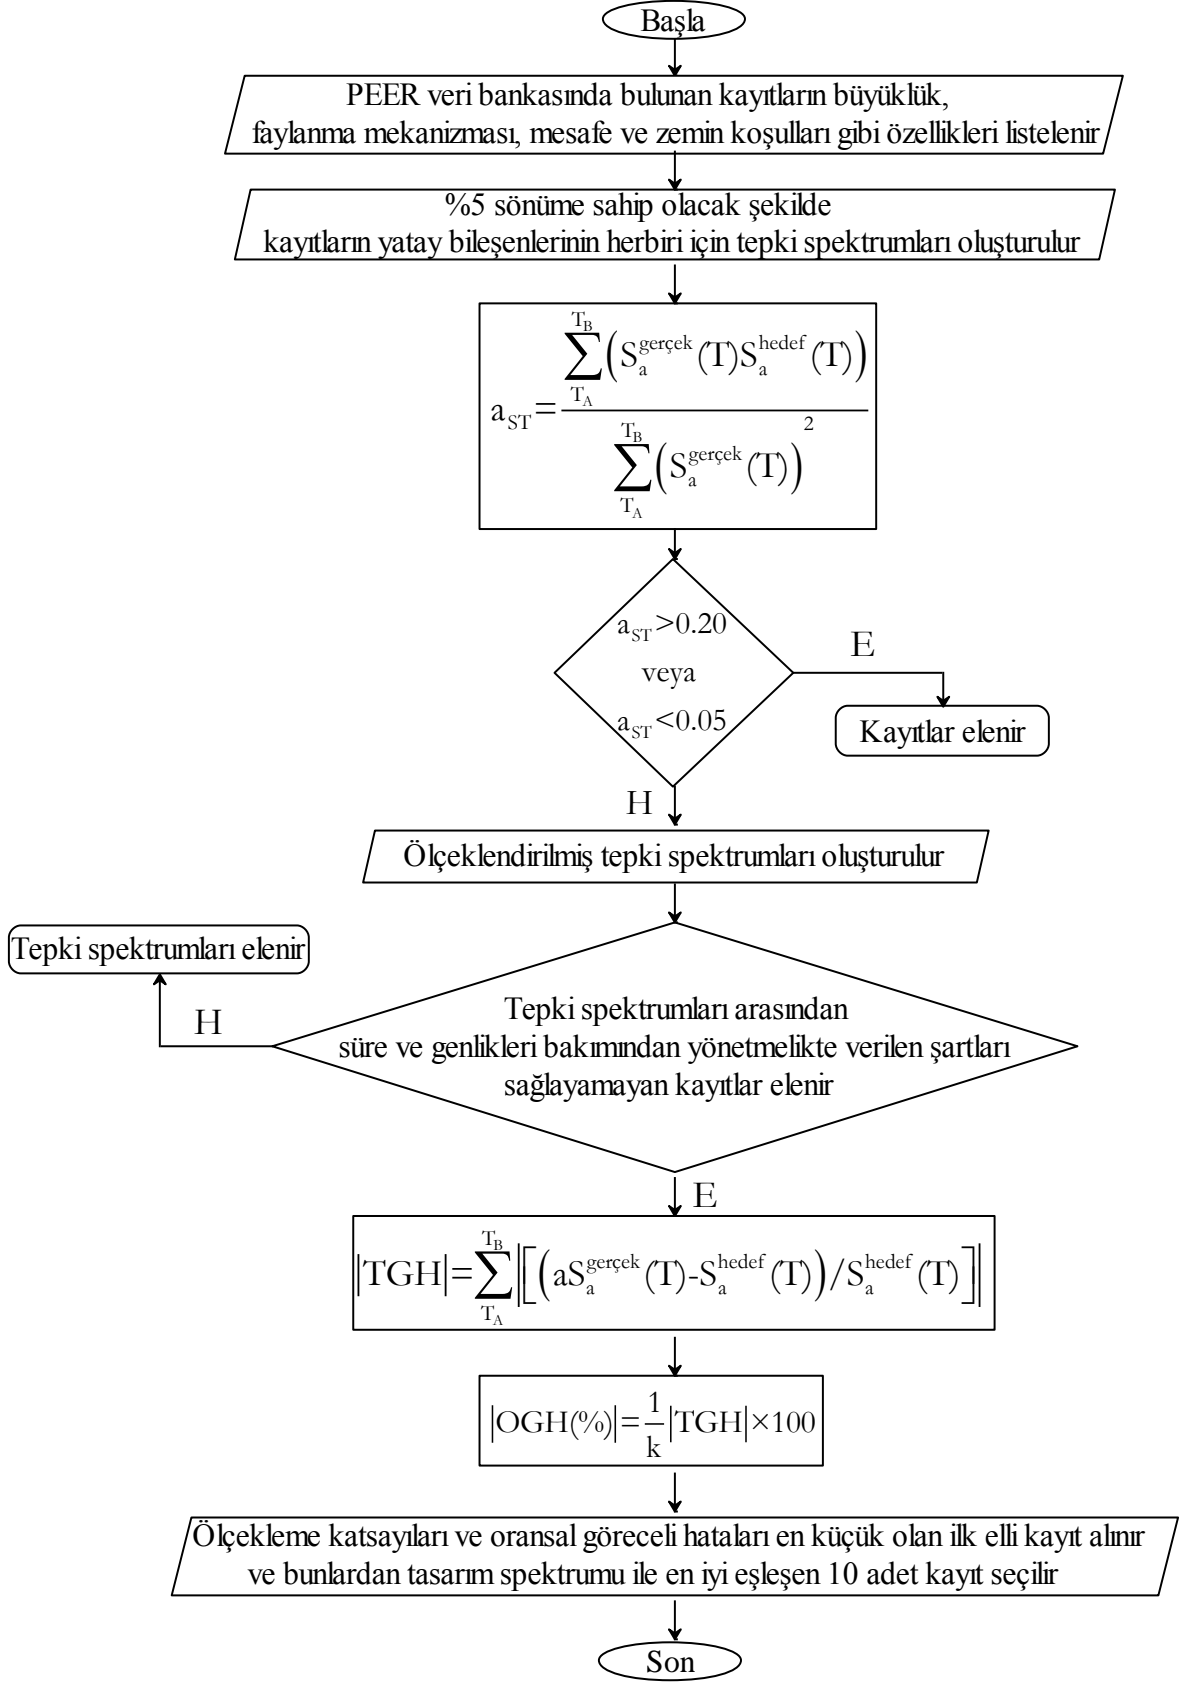 Başla
PEER veri bankasında bulunan kayıtların büyüklük,
faylanma mekanizması, mesafe ve zemin koşulları gibi özellikleri listelenir
%5 sönüme sahip olacak şekilde
kayıtların yatay bileşenlerinin herbiri için tepki spektrumları oluşturulur
a_ST = ∑_{T_A}^{T_B} (S_a^{gerçek}(T)S_a^{hedef}(T)) / ∑_{T_A}^{T_B} (S_a^{gerçek}(T))^2
a_ST>0.20
veya
a_ST<0.05
E
Kayıtlar elenir
H
Ölçeklendirilmiş tepki spektrumları oluşturulur
Tepki spektrumları elenir
H
Tepki spektrumları arasından
süre ve genlikleri bakımından yönetmelikte verilen şartları
sağlayamayan kayıtlar elenir
E
|TGH|=∑_{T_A}^{T_B} |[(aS_a^{gerçek}(T)-S_a^{hedef}(T))/S_a^{hedef}(T)]|
|OGH(%)|=1/k |TGH|×100
Ölçekleme katsayıları ve oransal göreceli hataları en küçük olan ilk elli kayıt alınır
ve bunlardan tasarım spektrumu ile en iyi eşleşen 10 adet kayıt seçilir
Son